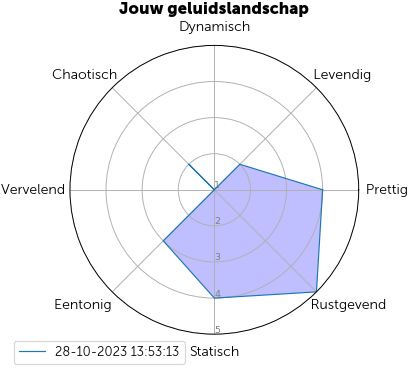 Jouw geluidslandschap
Dynamisch
Chaotisch
Levendig
Vervelend
1
Prettig
2
3
4
Eentonig
Rustgevend
5
28-10-2023 13:53:13
Statisch